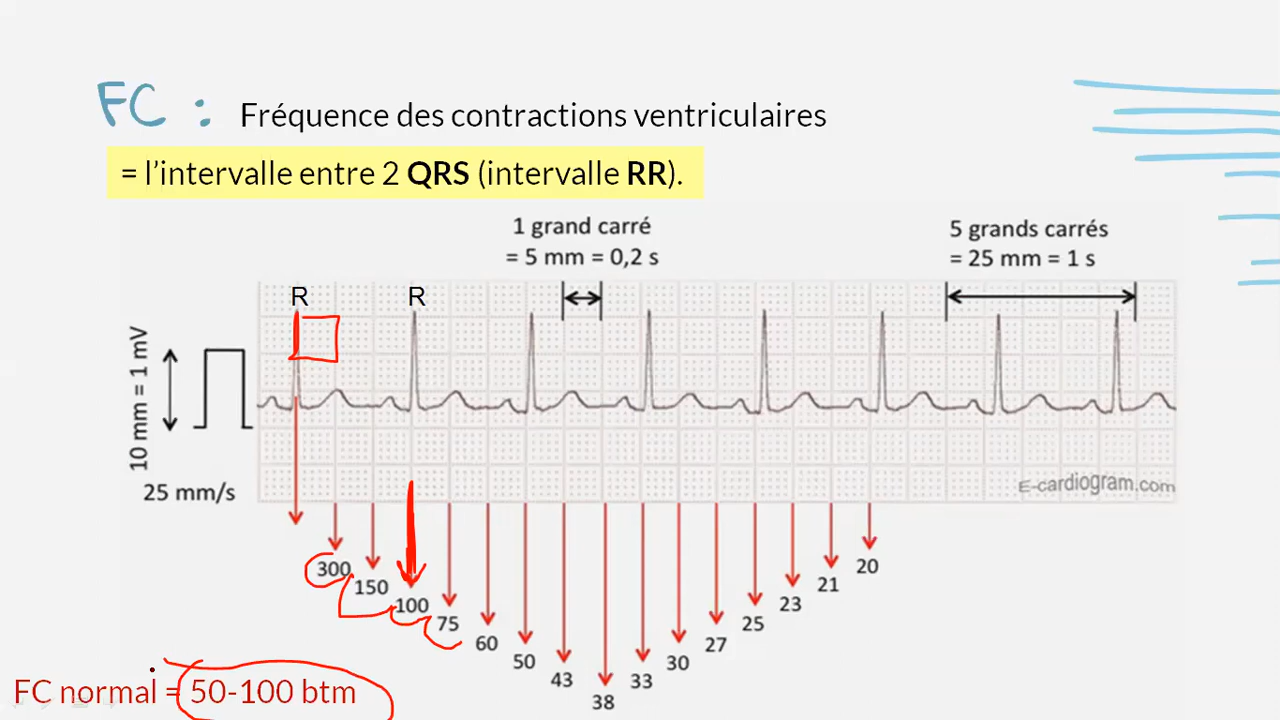 FC : Fréquence des contractions ventriculaires
= l’intervalle entre 2 QRS (intervalle RR).
1 grand carré
= 5 mm = 0,2 s
5 grands carrés
= 25 mm = 1 s
R R
10 mm = 1 mV
25 mm/s
E-cardiogram.com
300 150 100 75 60 50 43 38 33 30 27 25 23 21 20
FC normal = 50-100 btm